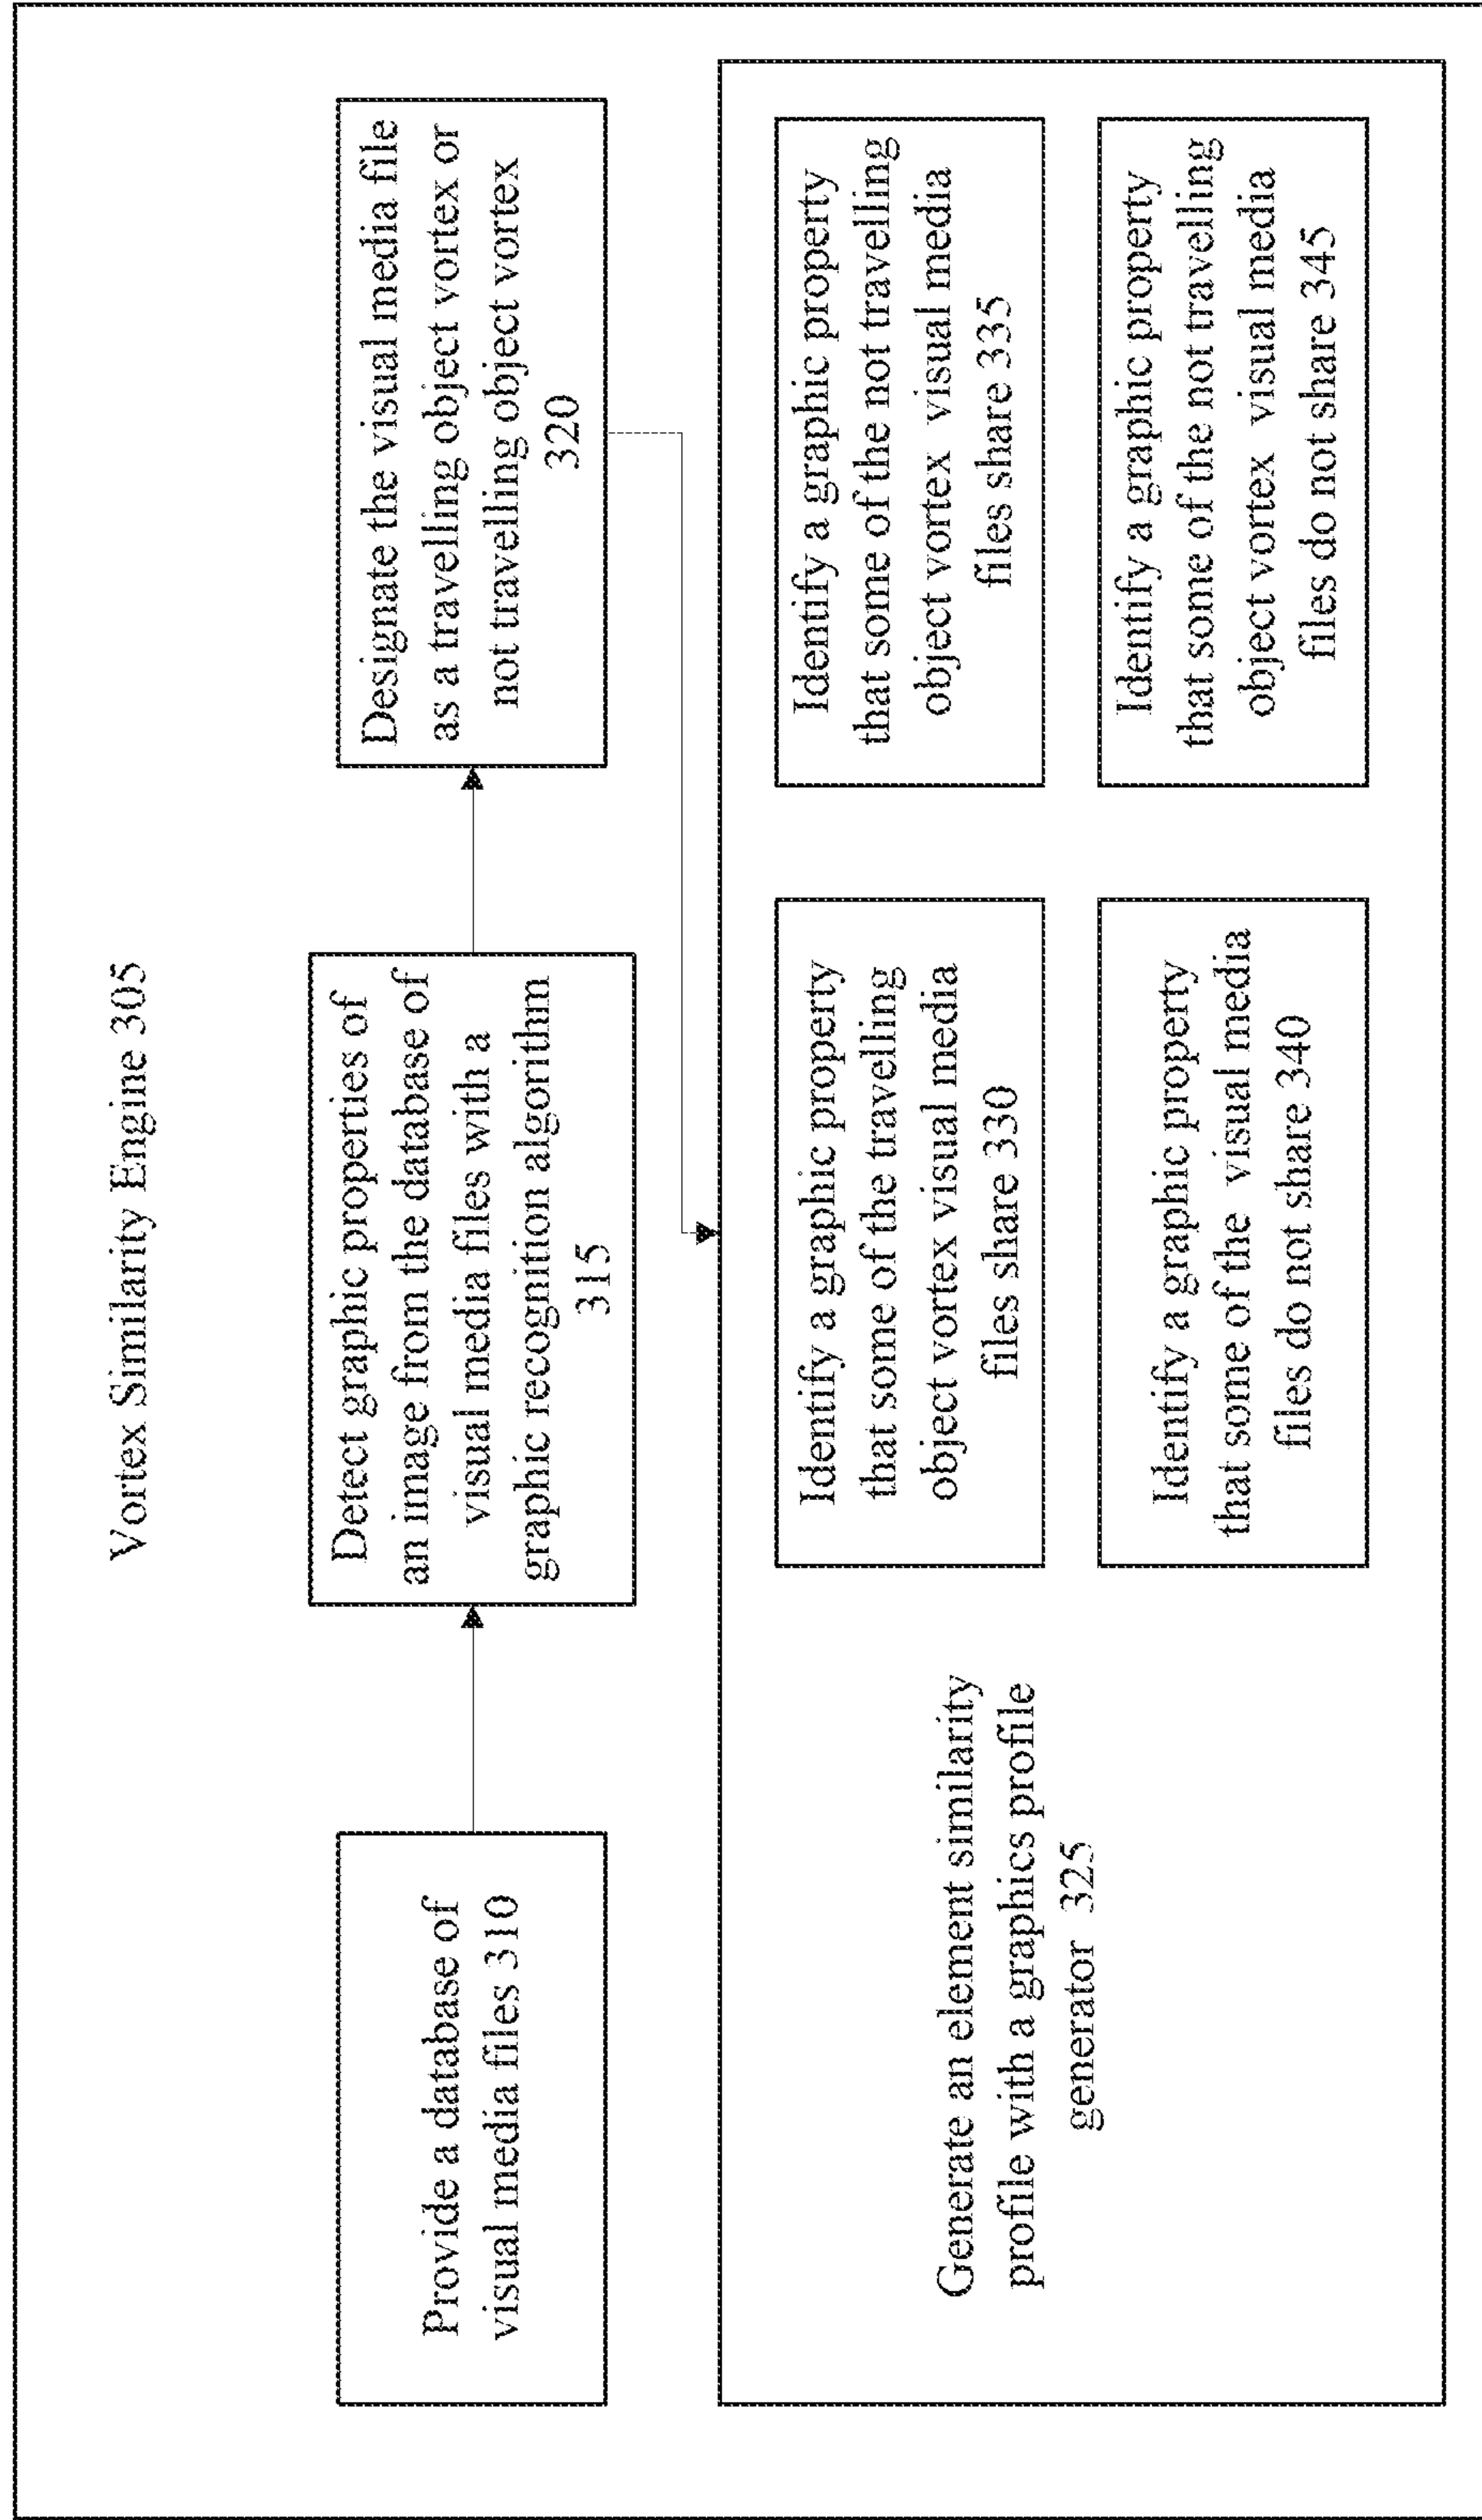 Vortex Similarity Engine 305
Provide a database of
visual media files 310
Detect graphic properties of
an image from the database of
visual media files with a
graphic recognition algorithm
315
Designate the visual media file
as a travelling object vortex or
not travelling object vortex
320
Generate an element similarity
profile with a graphics profile
generator 325
Identify a graphic property
that some of the travelling
object vortex visual media
files share 330
Identify a graphic property
that some of the not travelling
object vortex visual media
files share 335
Identify a graphic property
that some of the visual media
files do not share 340
Identify a graphic property
that some of the not travelling
object vortex visual media
files do not share 345